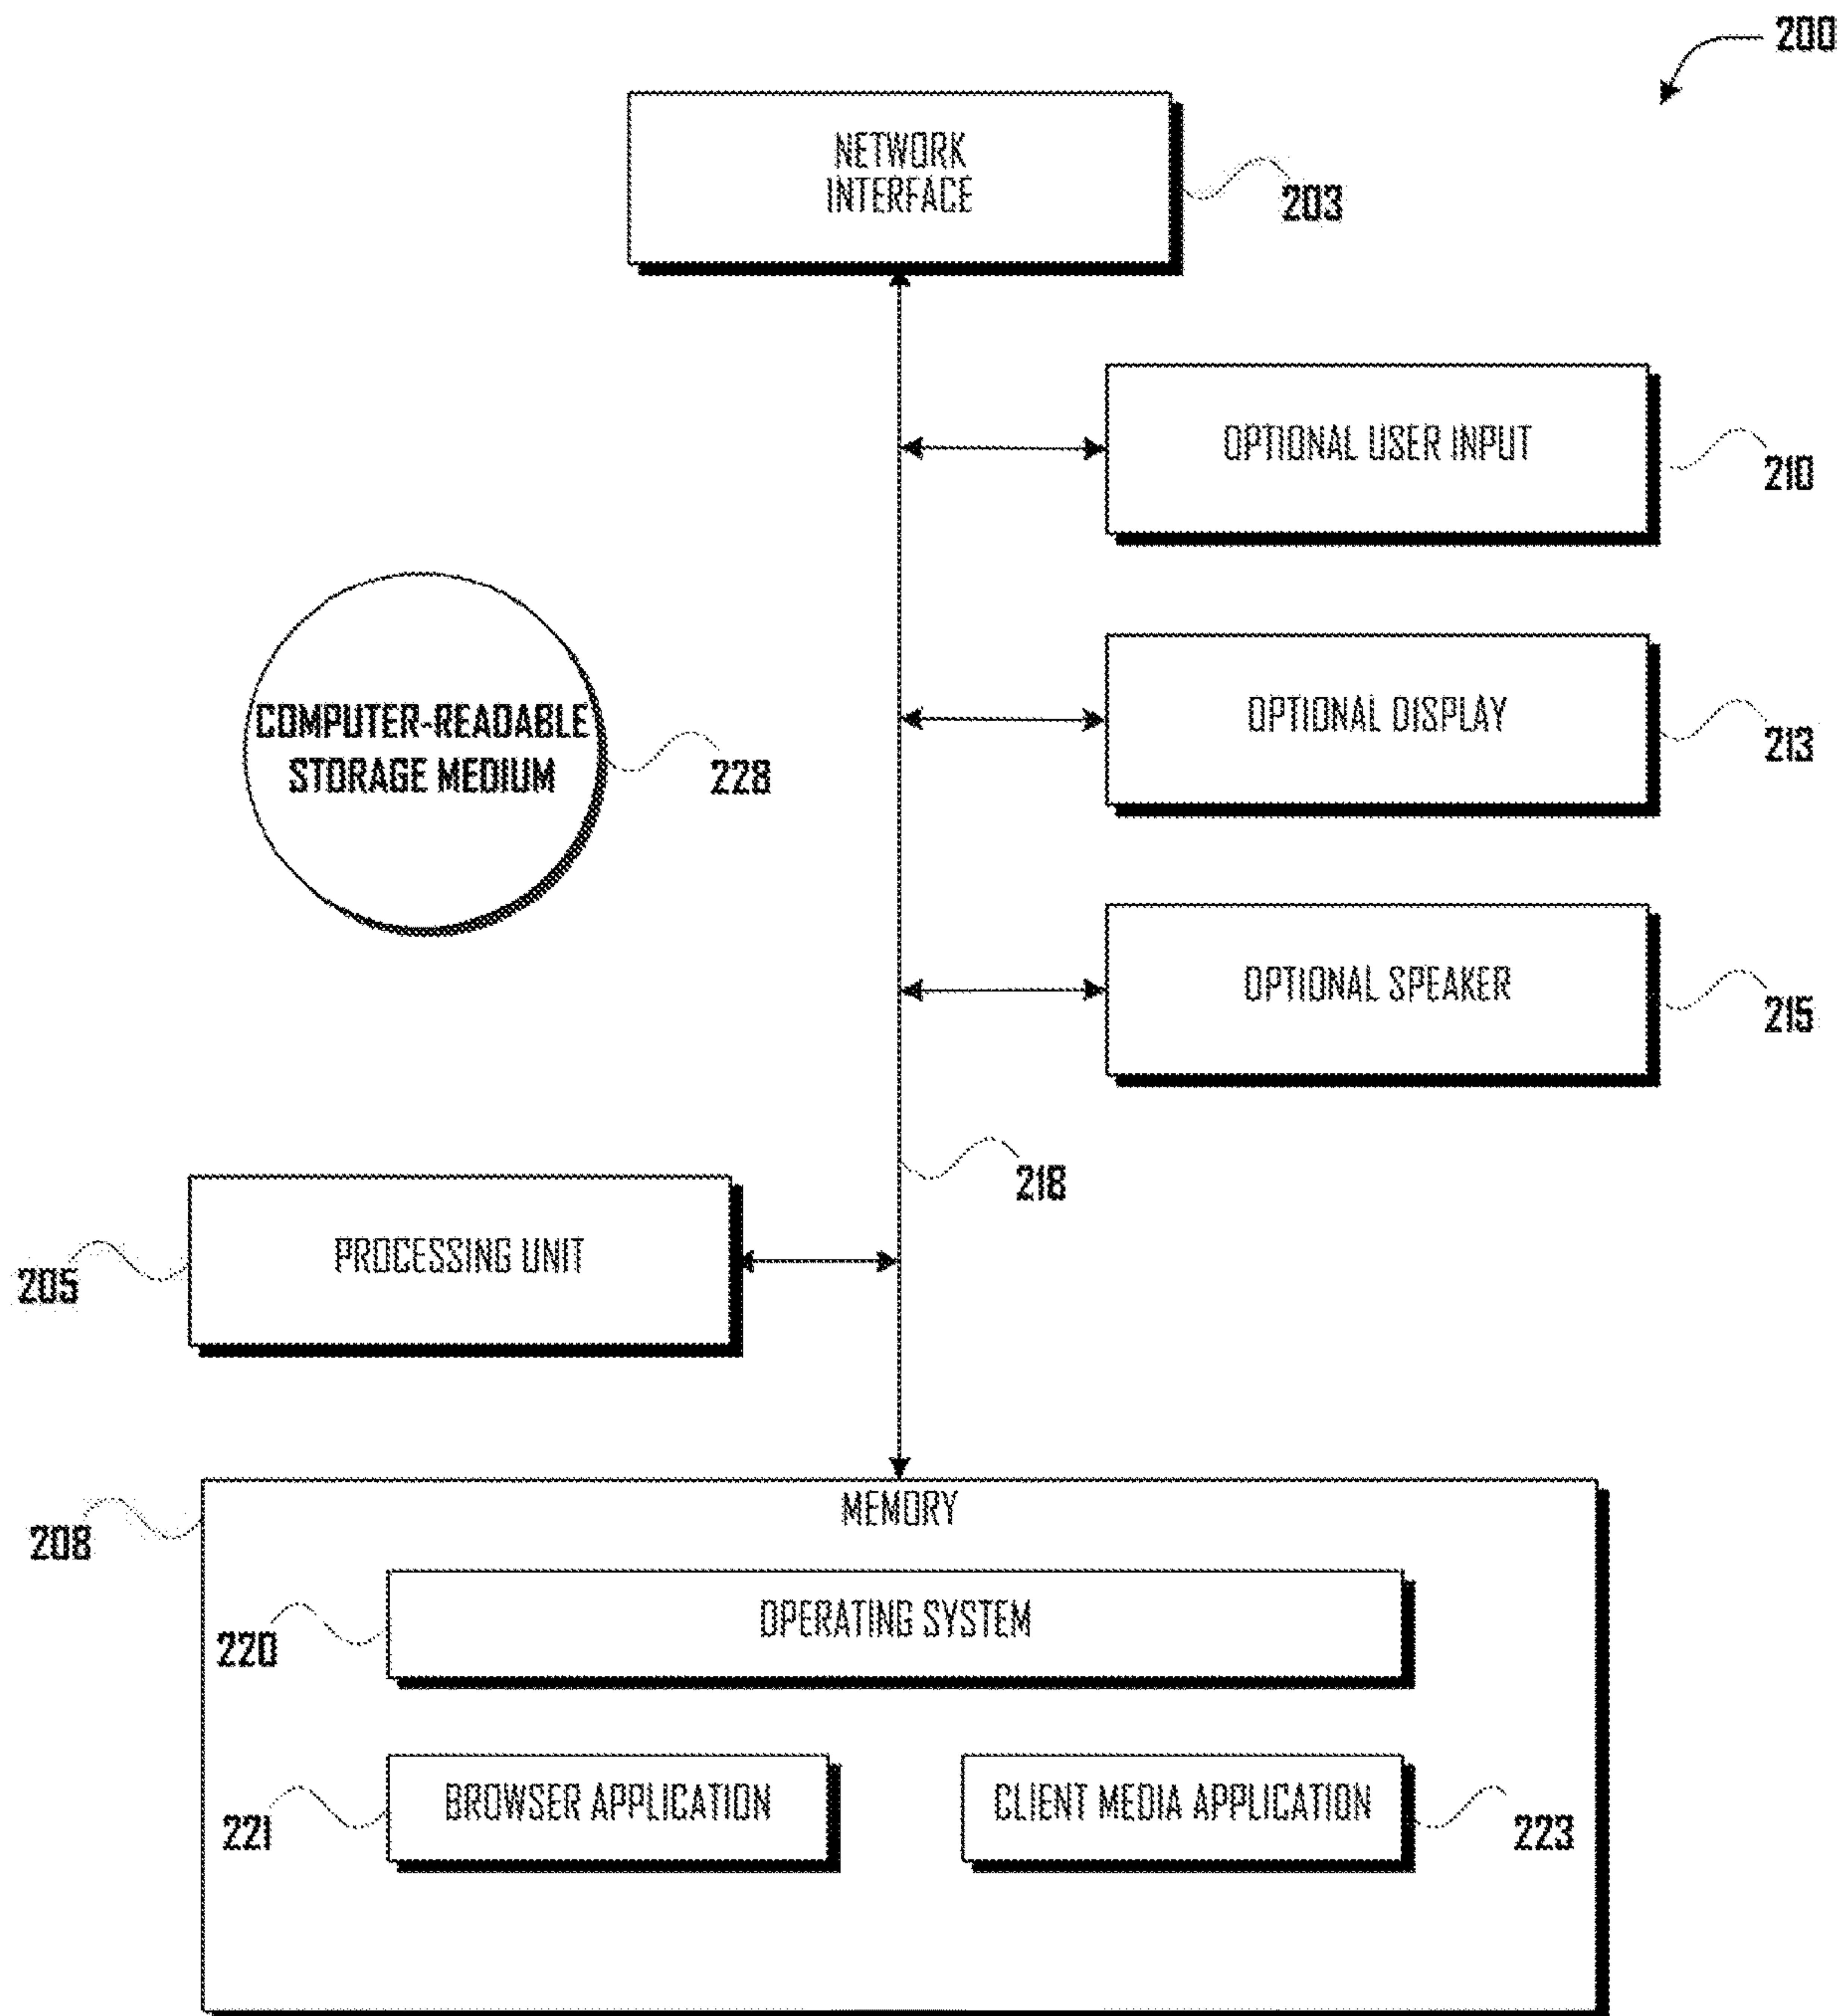 200
NETWORK
INTERFACE
203
OPTIONAL USER INPUT
210
COMPUTER-READABLE
STORAGE MEDIUM
228
OPTIONAL DISPLAY
213
OPTIONAL SPEAKER
215
218
PROCESSING UNIT
205
MEMORY
208
OPERATING SYSTEM
220
BROWSER APPLICATION
221
CLIENT MEDIA APPLICATION
223